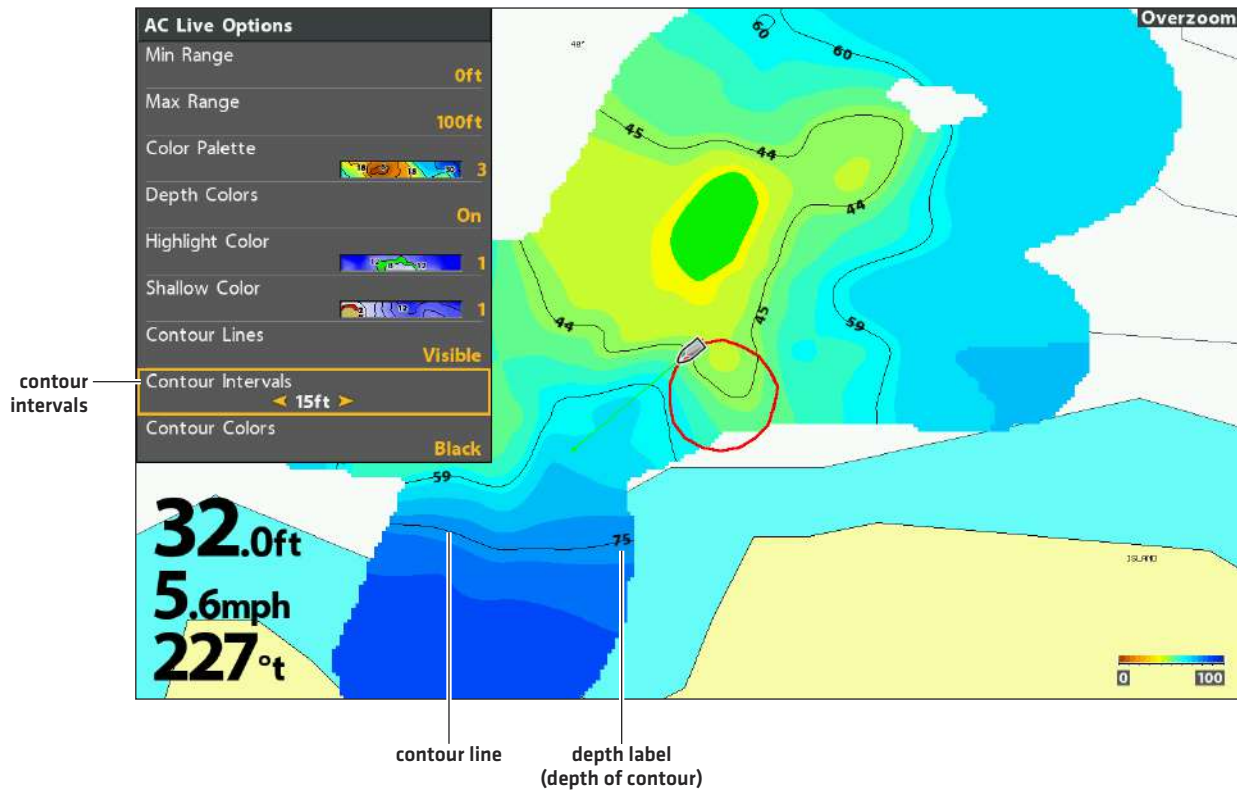 AC Live Options
Min Range
0ft
Max Range
100ft
Color Palette
3
Depth Colors
On
Highlight Color
1
Shallow Color
1
Contour Lines
Visible
Contour Intervals
15ft
Contour Colors
Black
contour
intervals
Overzoom
60
60
45
44
44
45
44
59
59
75
ISLAND
32.0ft
5.6mph
227°t
0 100
contour line
depth label
(depth of contour)